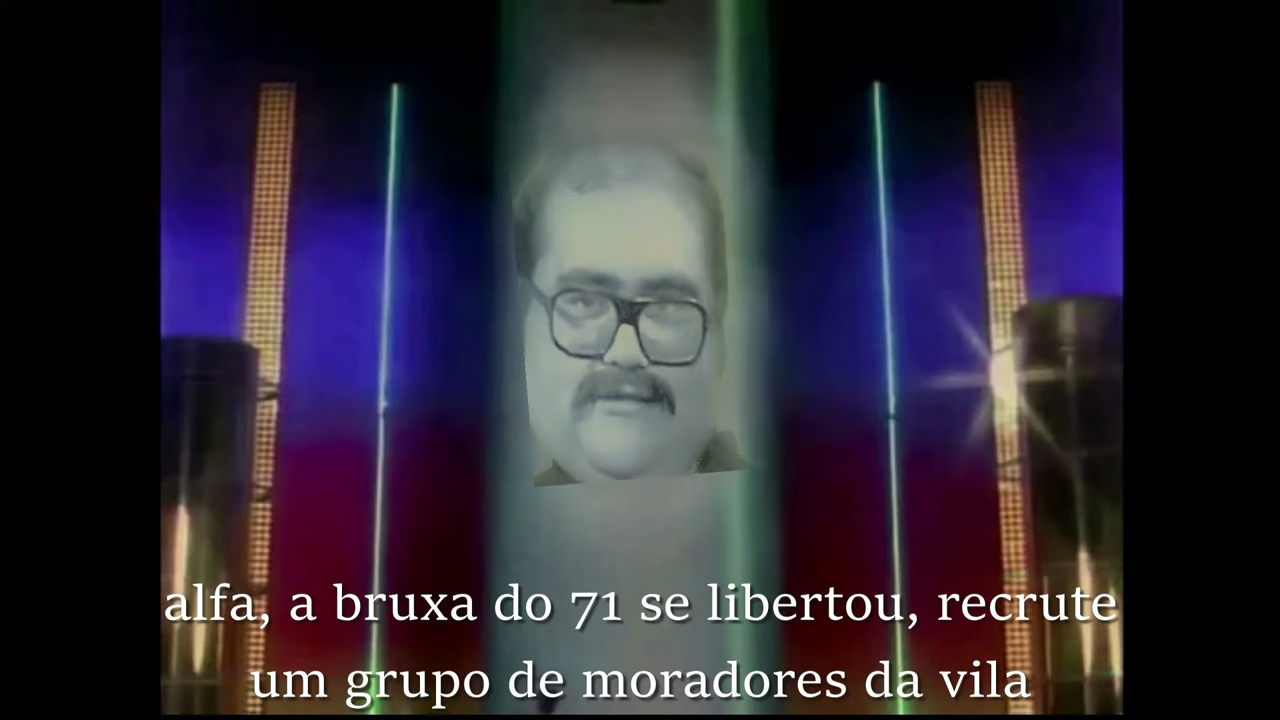 alfa, a bruxa do 71 se libertou, recrute
um grupo de moradores da vila